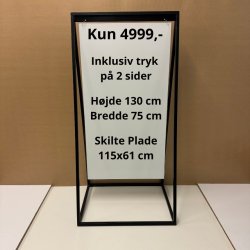 Kun 4999,-
Inklusiv tryk
på 2 sider
Højde 130 cm
Bredde 75 cm
Skilte Plade
115x61 cm